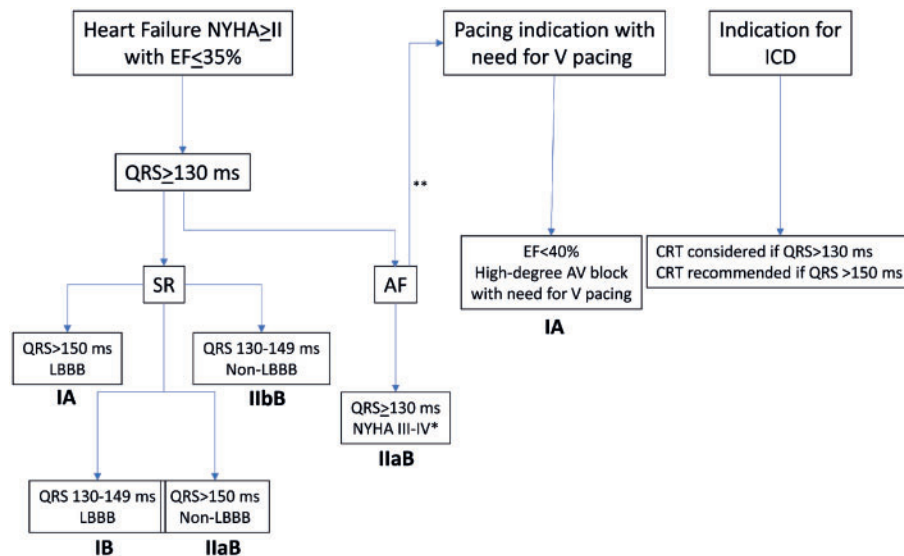 Heart Failure NYHA≥II
with EF≤35%
Pacing indication with
need for V pacing
Indication for
ICD
QRS≥130 ms
**
EF<40%
High-degree AV block
with need for V pacing
IA
CRT considered if QRS>130 ms
CRT recommended if QRS >150 ms
SR
AF
QRS>150 ms
LBBB
IA
QRS 130-149 ms
Non-LBBB
IIbB
QRS≥130 ms
NYHA III-IV*
IIaB
QRS 130-149 ms
LBBB
IB
QRS>150 ms
Non-LBBB
IIaB